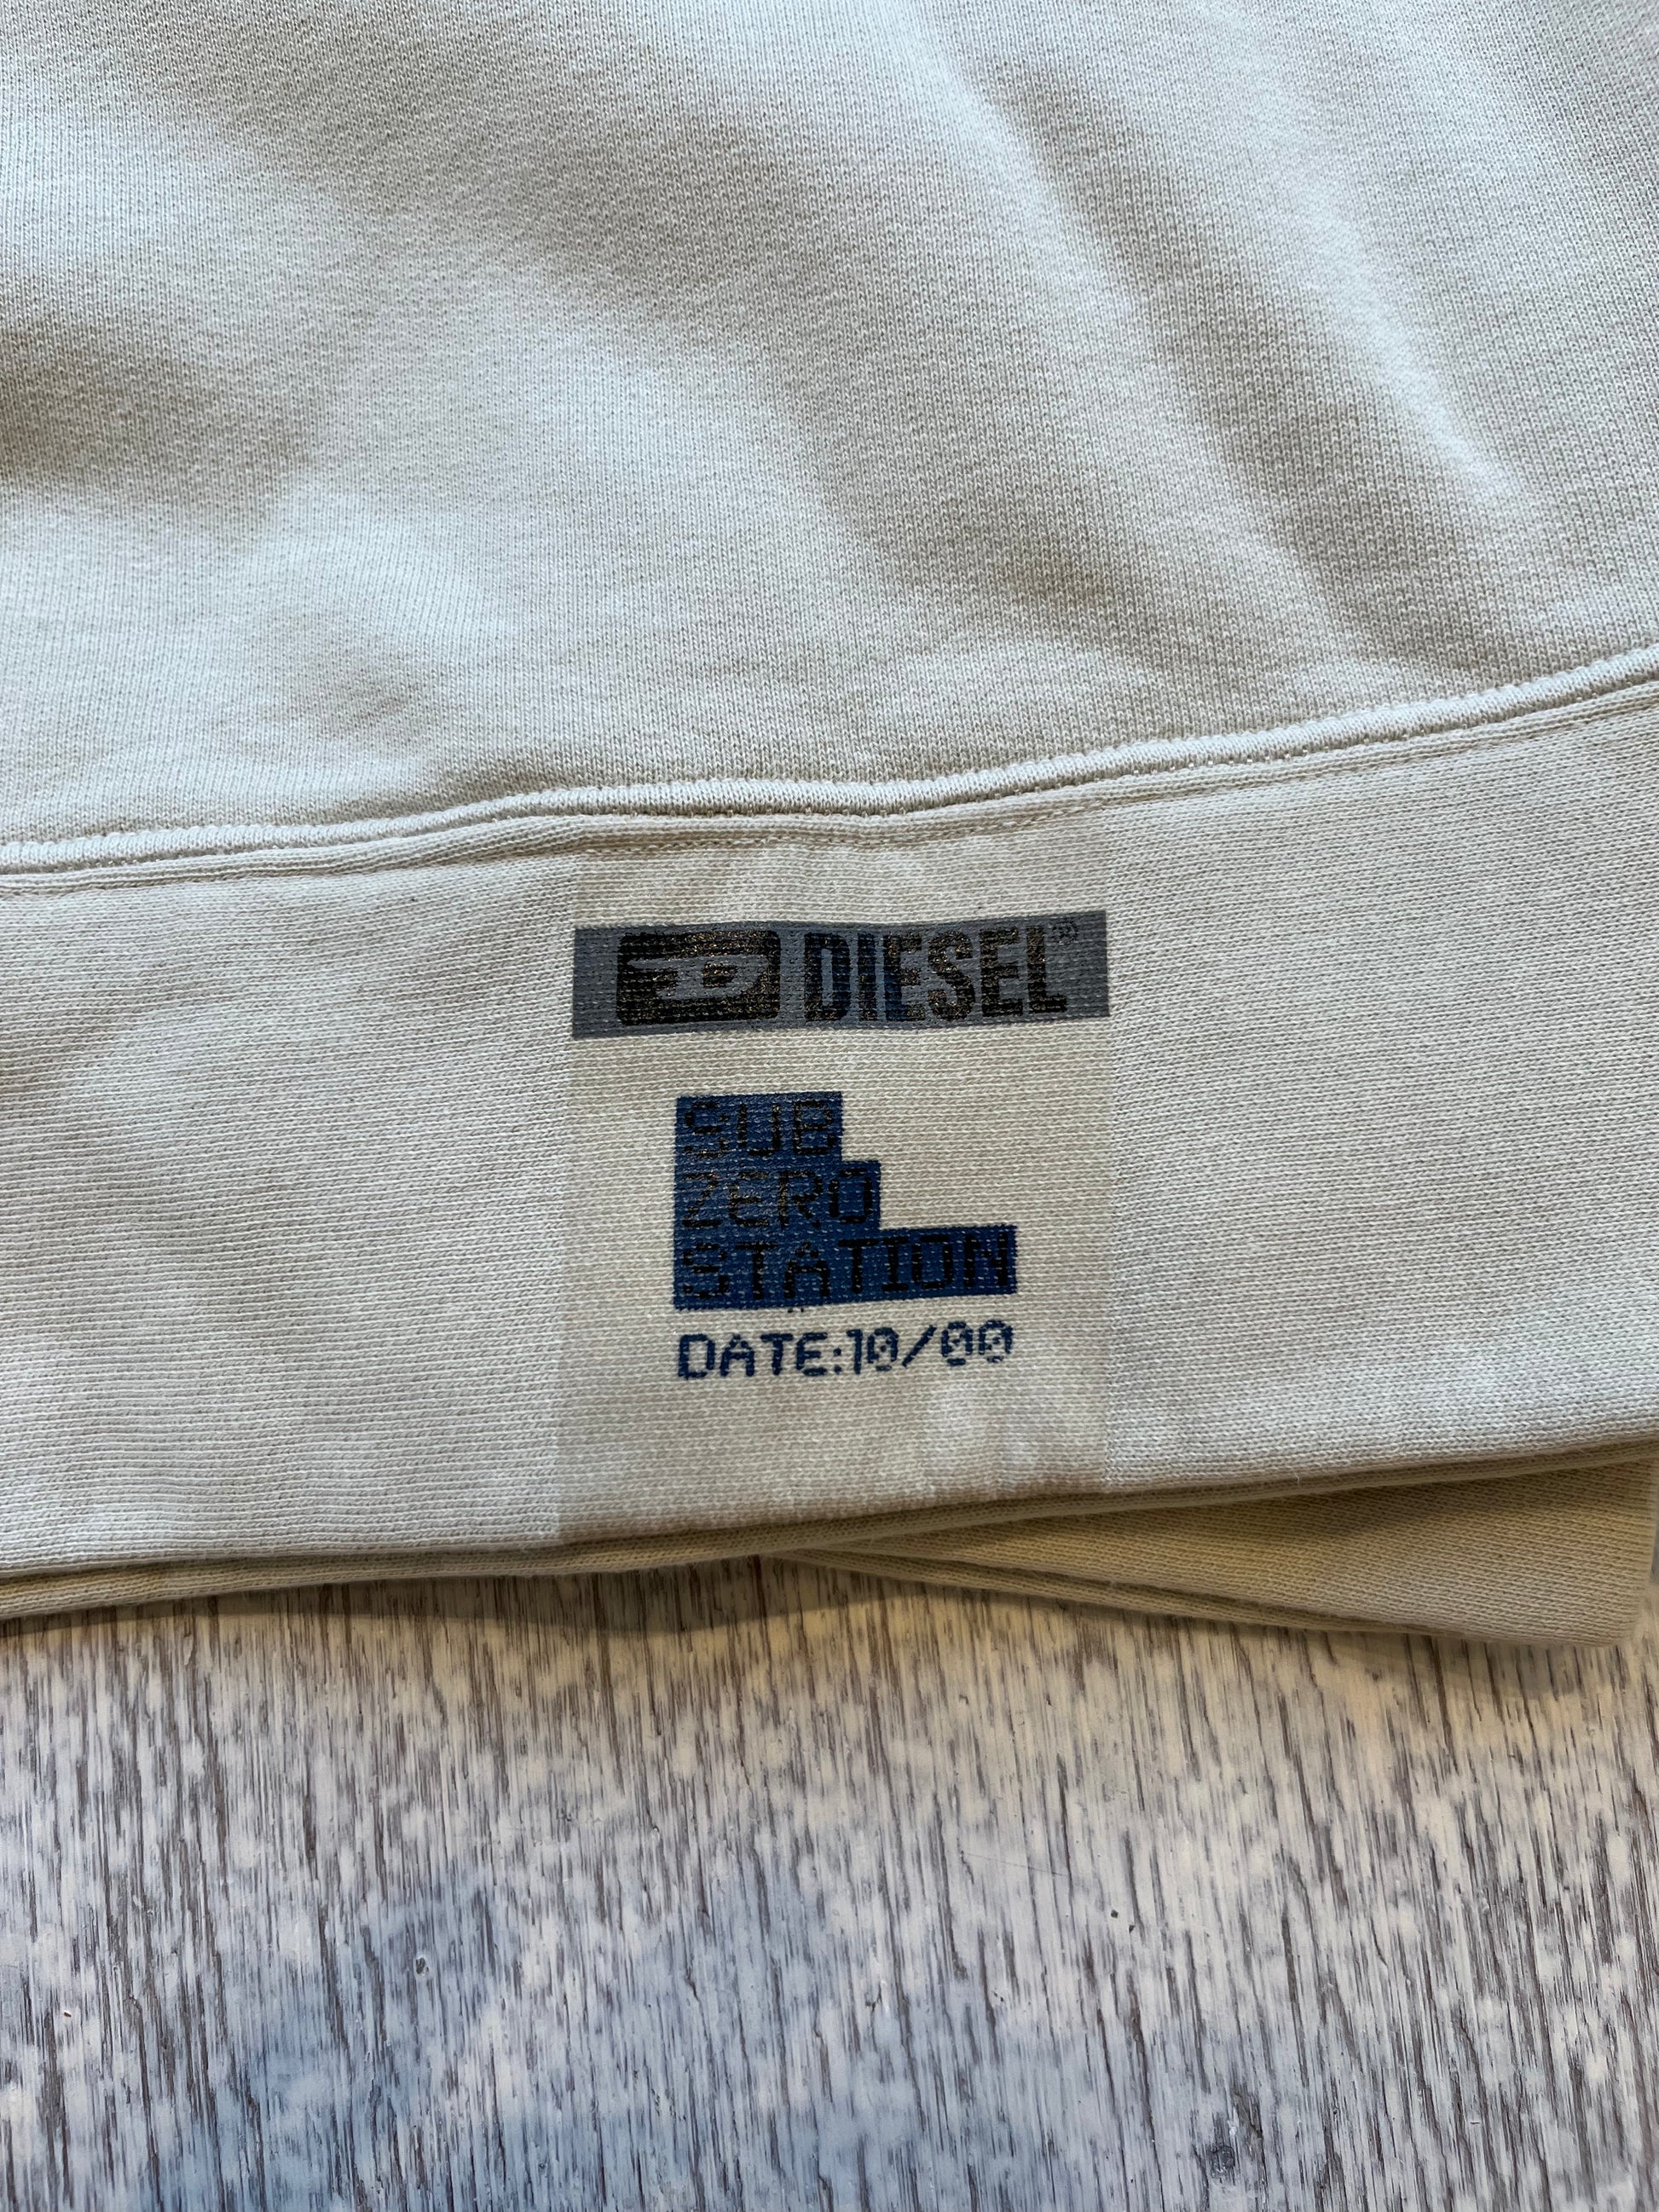 D DIESEL®
SUB
ZERO
STATION
DATE:10/00